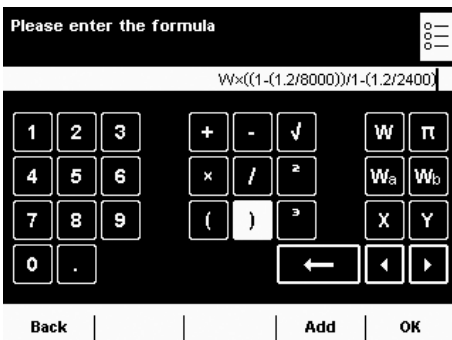 Please enter the formula
W×((1-(1.2/8000))/1-(1.2/2400)
1 2 3 + - √ W π
4 5 6 × / ² Wa Wb
7 8 9 ( ) ³ X Y
0 . ← ◀ ▶
Back Add OK